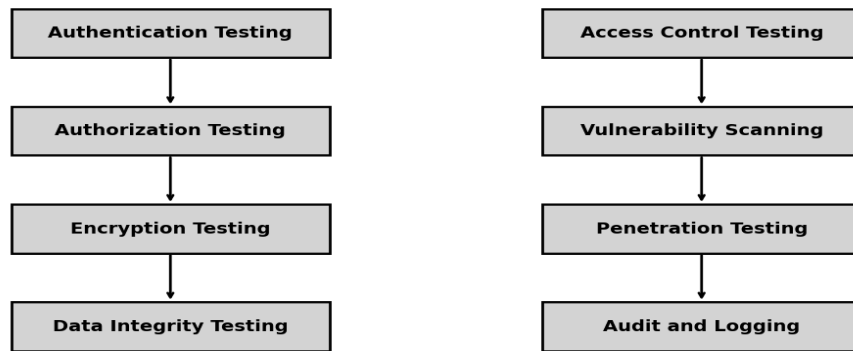 Authentication Testing
Authorization Testing
Encryption Testing
Data Integrity Testing
Access Control Testing
Vulnerability Scanning
Penetration Testing
Audit and Logging